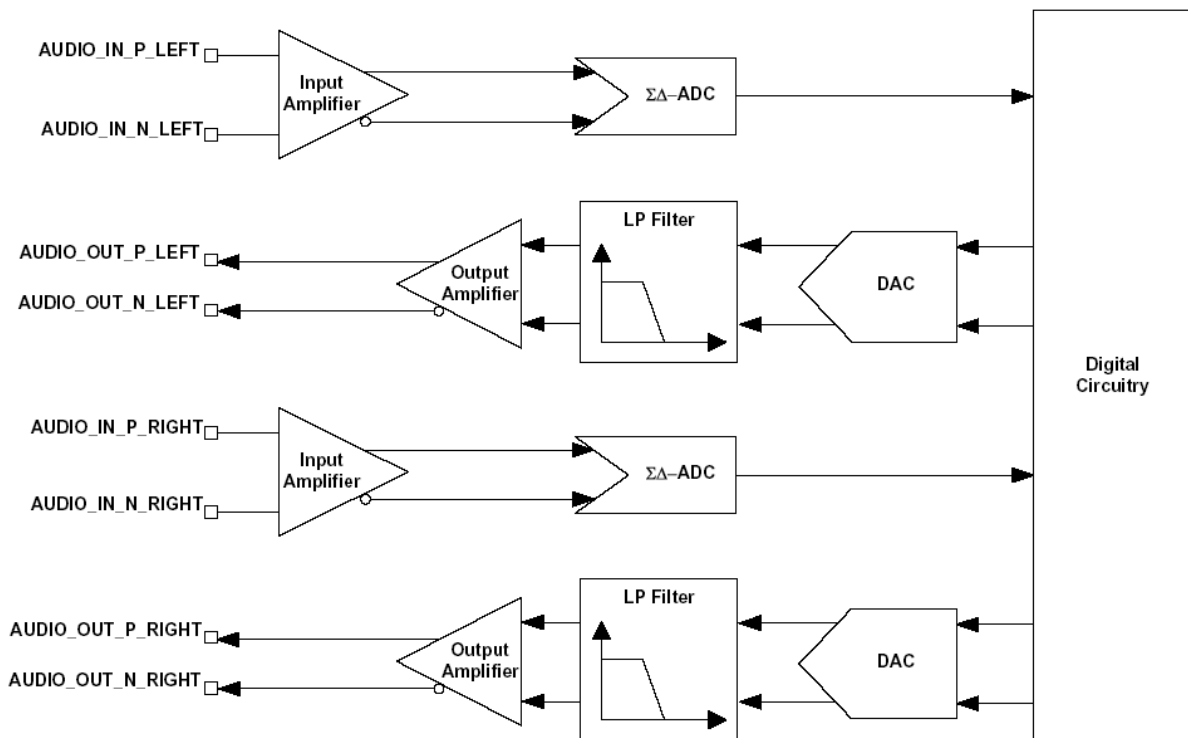 AUDIO_IN_P_LEFT
Input
Amplifier
AUDIO_IN_N_LEFT
ΣΔ–ADC
AUDIO_OUT_P_LEFT
AUDIO_OUT_N_LEFT
Output
Amplifier
LP Filter
DAC
Digital
Circuitry
AUDIO_IN_P_RIGHT
Input
Amplifier
AUDIO_IN_N_RIGHT
ΣΔ–ADC
AUDIO_OUT_P_RIGHT
AUDIO_OUT_N_RIGHT
Output
Amplifier
LP Filter
DAC